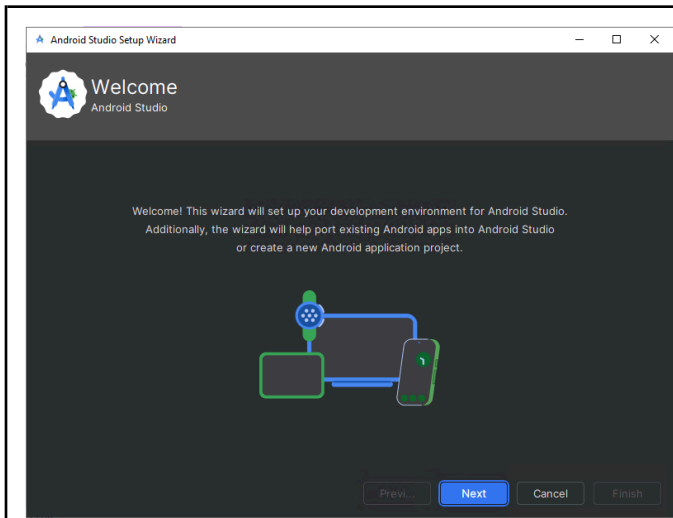 Android Studio Setup Wizard
Welcome
Android Studio
Welcome! This wizard will set up your development environment for Android Studio.
Additionally, the wizard will help port existing Android apps into Android Studio
or create a new Android application project.
Previ... Next Cancel Finish